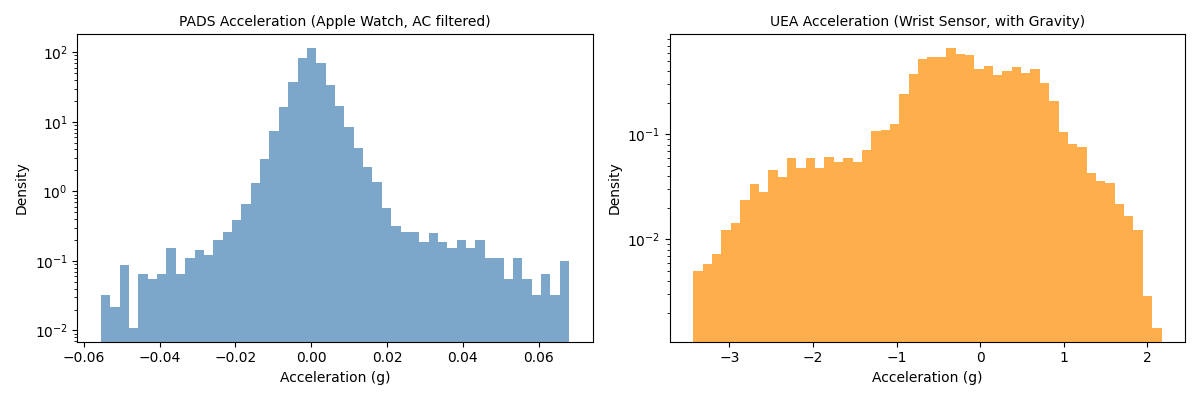 PADS Acceleration (Apple Watch, AC filtered)
Density
10²
10¹
10⁰
10⁻¹
10⁻²
−0.06 −0.04 −0.02 0.00 0.02 0.04 0.06
Acceleration (g)
UEA Acceleration (Wrist Sensor, with Gravity)
Density
10⁻¹
10⁻²
−3 −2 −1 0 1 2
Acceleration (g)